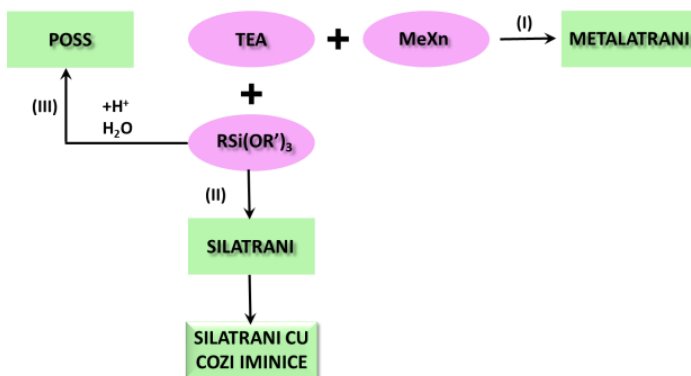 POSS
TEA
+
MeXn
(I)
METALATRANI
+
(III)
+H⁺
H₂O
RSi(OR’)₃
(II)
SILATRANI
SILATRANI CU
COZI IMINICE